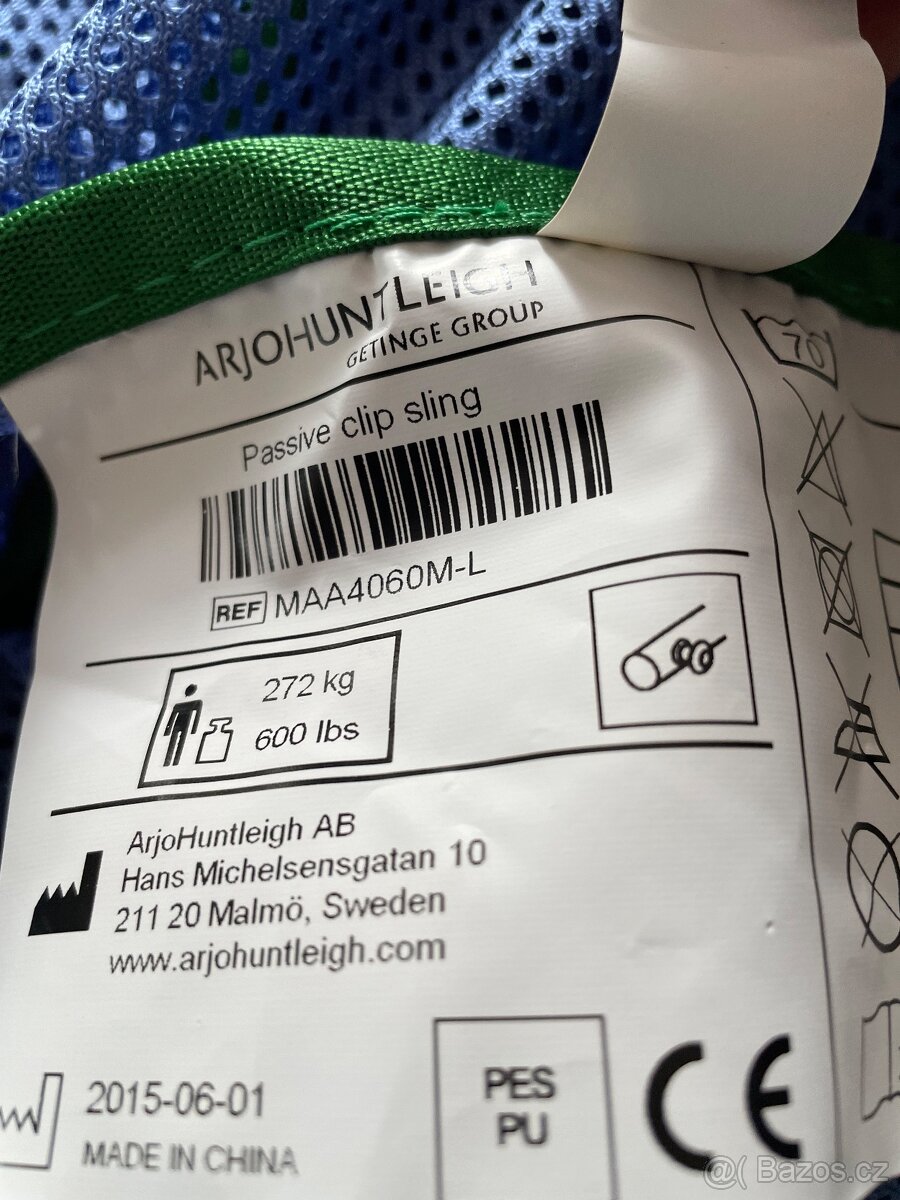 ARJOHUNTLEIGH
GETINGE GROUP
Passive clip sling
REF MAA4060M-L
272 kg
600 lbs
ArjoHuntleigh AB
Hans Michelsensgatan 10
211 20 Malmö, Sweden
www.arjohuntleigh.com
2015-06-01
MADE IN CHINA
PES
PU
CE
70
@( Bazos.cz